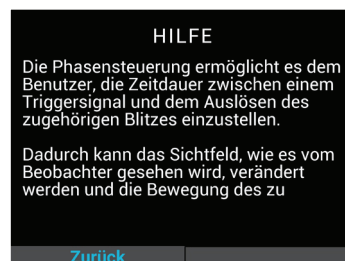 HILFE
Die Phasensteuerung ermöglicht es dem
Benutzer, die Zeitdauer zwischen einem
Triggersignal und dem Auslösen des
zugehörigen Blitzes einzustellen.
Dadurch kann das Sichtfeld, wie es vom
Beobachter gesehen wird, verändert
werden und die Bewegung des zu
Zurück